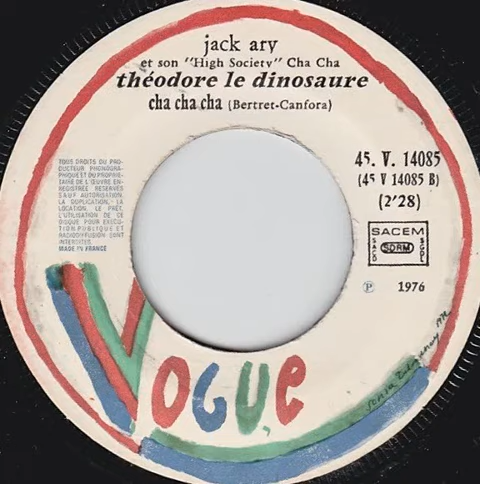 jack ary
et son "High Society" Cha Cha
théodore le dinosaure
cha cha cha (Bertret-Canfora)
TOUS DROITS DU PRO-
DUCTEUR PHONOGRA-
PHIQUE ET DU PROPRIE-
TAIRE DE L'ŒUVRE EN-
REGISTREE RESERVES
SAUF AUTORISATION.
LA DUPLICATION, LA
LOCATION, LE PRET,
L'UTILISATION DE CE
DISQUE POUR EXECU-
TION PUBLIQUE ET
RADIODIFFUSION SONT
INTERDITES.
MADE IN FRANCE
45. V. 14085
(45 V 14085 B)
(2'28)
SACEM
SACD
SDRM
SGDL
℗ 1976
VOGUE